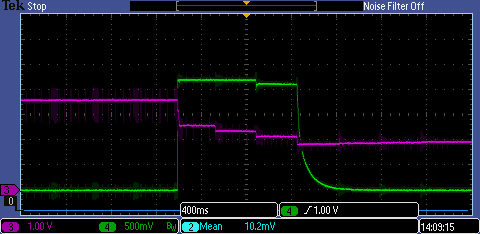 Tek Stop Noise Filter Off
3
0
400ms 4 ∫ 1.00 V
3 1.00 V 4 500mV Bw 2 Mean 10.2mV 14:09:15